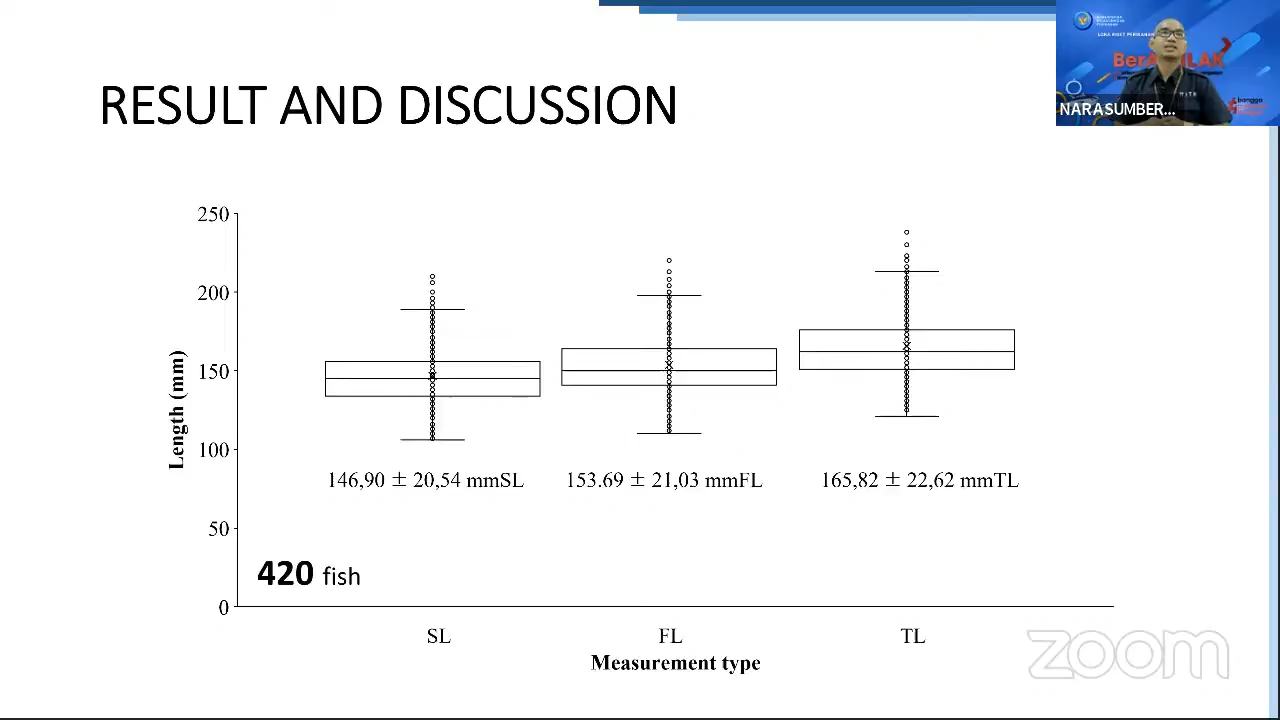 RESULT AND DISCUSSION
NARASUMBER...
250
200
150
100
50
0
Length (mm)
146,90 ± 20,54 mmSL
153.69 ± 21,03 mmFL
165,82 ± 22,62 mmTL
420 fish
SL
FL
TL
Measurement type
zoom